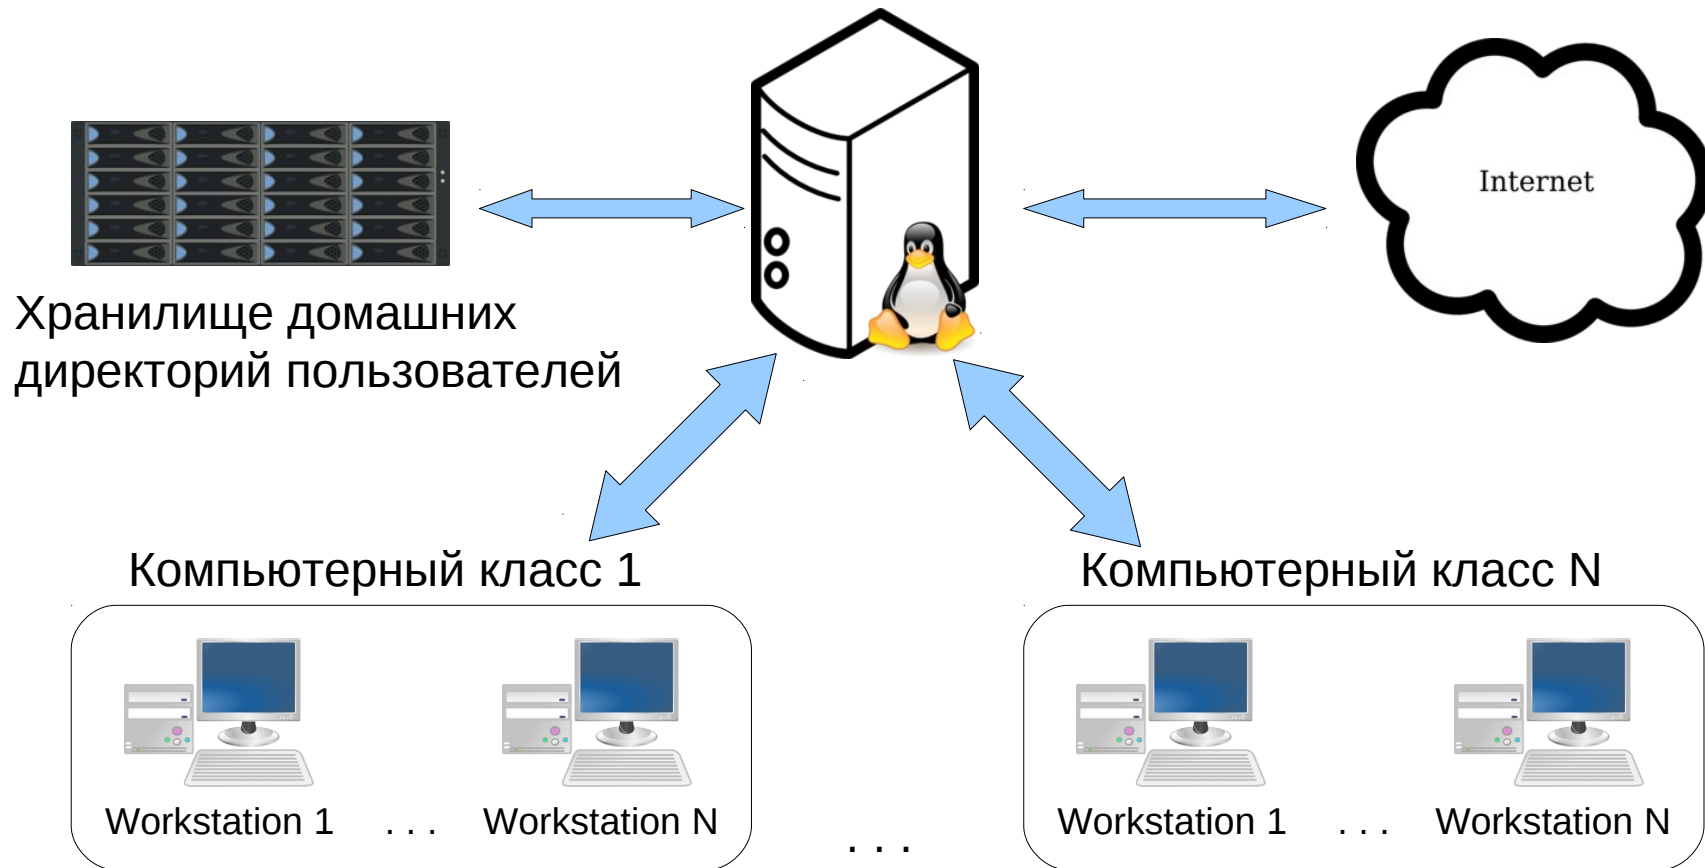 Internet
Хранилище домашних
директорий пользователей
Компьютерный класс 1
Компьютерный класс N
Workstation 1 . . . Workstation N
. . .
Workstation 1 . . . Workstation N